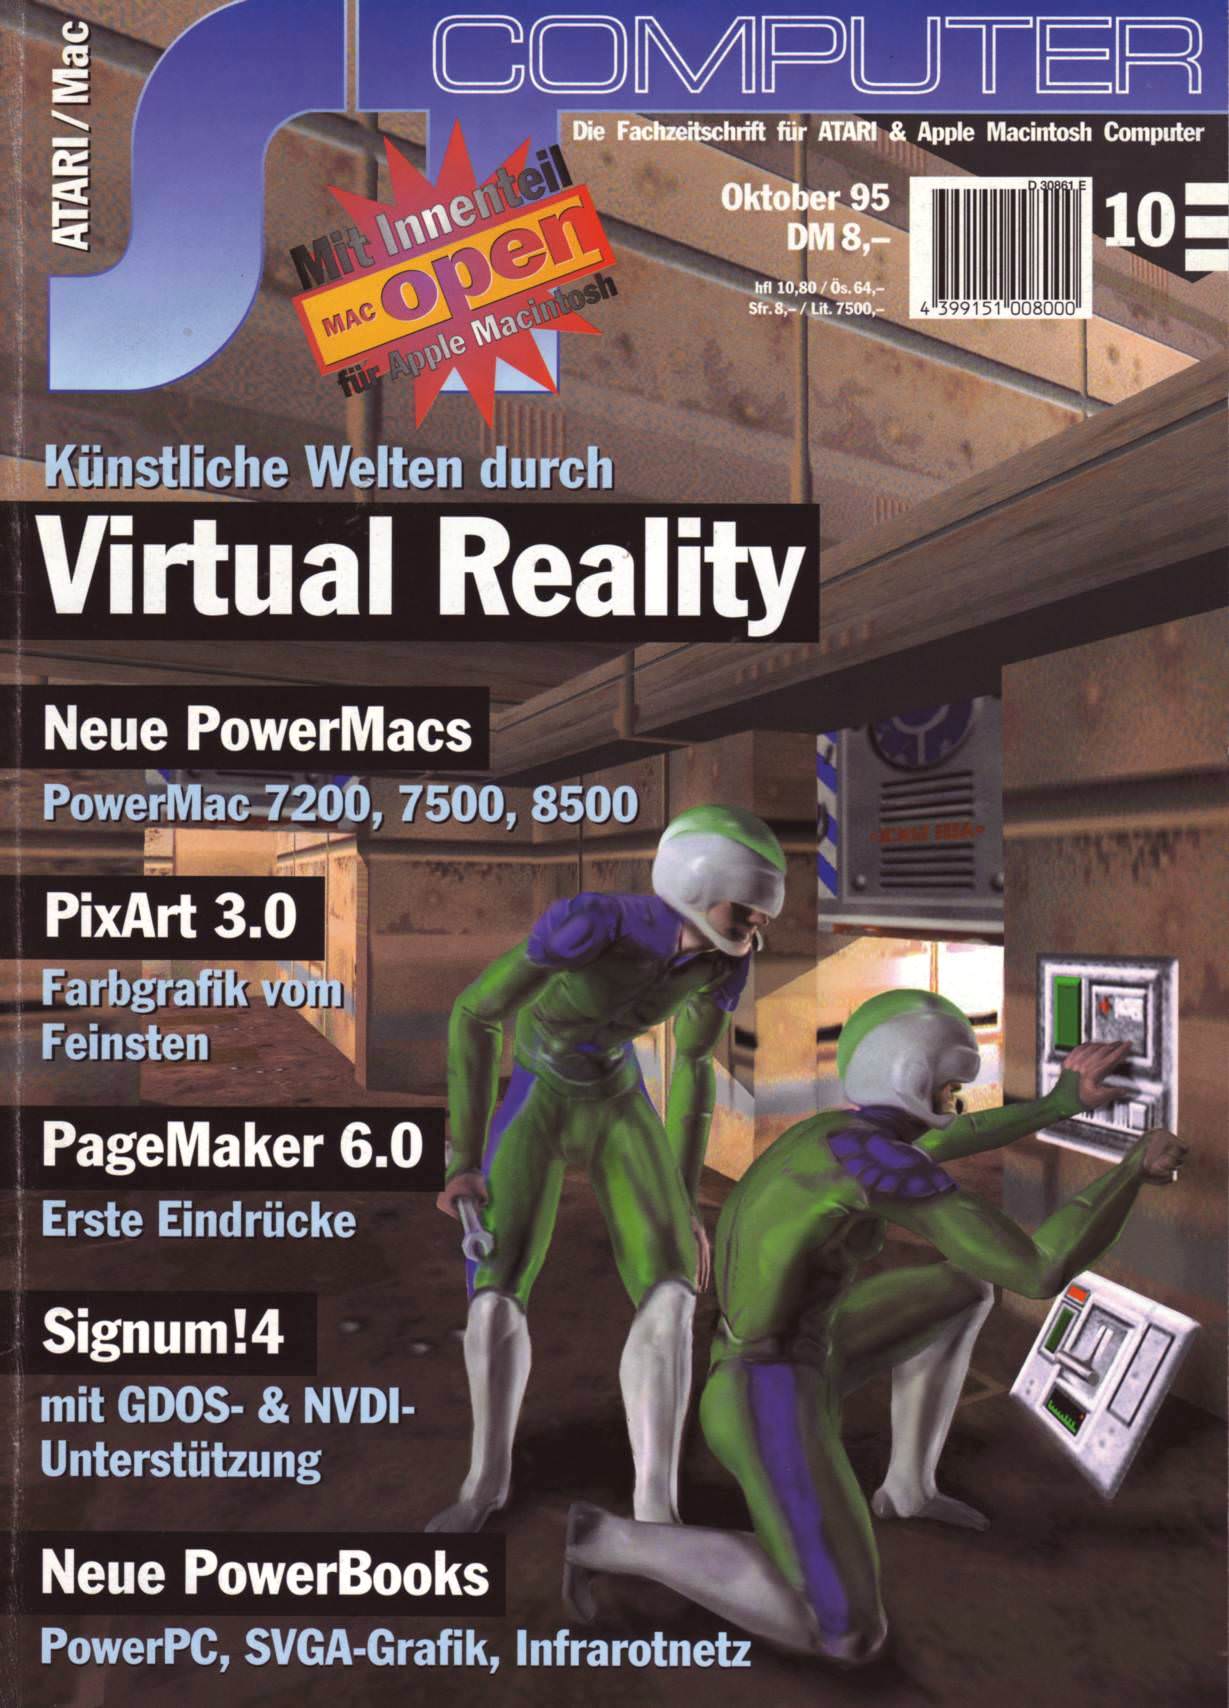 ATARI/Mac
ST COMPUTER
Die Fachzeitschrift für ATARI & Apple Macintosh Computer
Mit Innenteil
MAC open
für Apple Macintosh
Oktober 95
DM 8,–
hfl 10,80 / Ös. 64,–
Sfr. 8,– / Lit. 7500,–
D 30861 E
4 399151 008000
10
Künstliche Welten durch
Virtual Reality
Neue PowerMacs
PowerMac 7200, 7500, 8500
PixArt 3.0
Farbgrafik vom
Feinsten
PageMaker 6.0
Erste Eindrücke
Signum!4
mit GDOS- & NVDI-
Unterstützung
Neue PowerBooks
PowerPC, SVGA-Grafik, Infrarotnetz